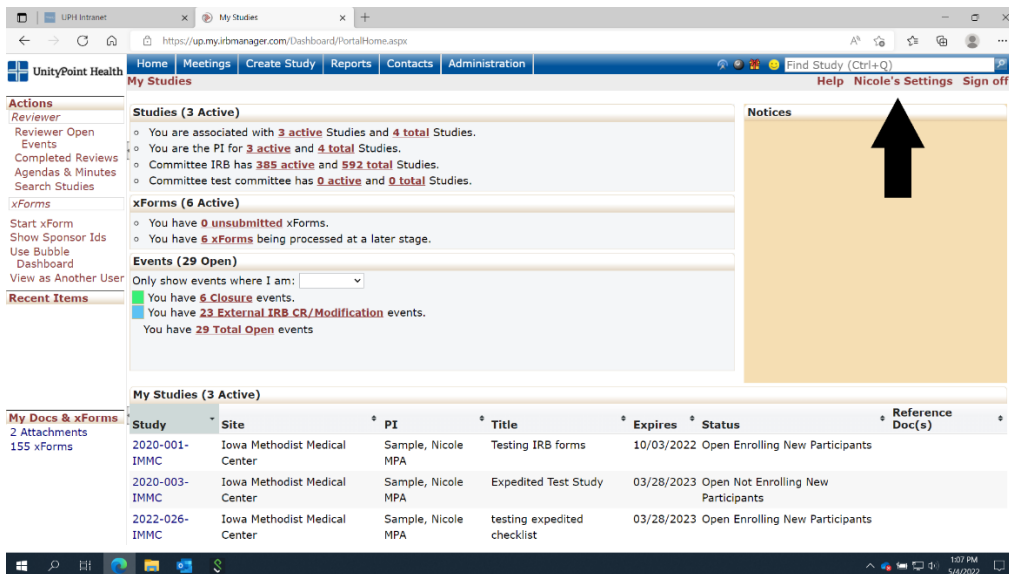 UPH Intranet
My Studies
https://up.my.irbmanager.com/Dashboard/PortalHome.aspx
UnityPoint Health
Home Meetings Create Study Reports Contacts Administration
Find Study (Ctrl+Q)
My Studies
Help Nicole's Settings Sign off
Actions
Reviewer
Reviewer Open
Events
Completed Reviews
Agendas & Minutes
Search Studies
xForms
Start xForm
Show Sponsor Ids
Use Bubble
Dashboard
View as Another User
Recent Items
My Docs & xForms
2 Attachments
155 xForms
Studies (3 Active)
You are associated with 3 active Studies and 4 total Studies.
You are the PI for 3 active and 4 total Studies.
Committee IRB has 385 active and 592 total Studies.
Committee test committee has 0 active and 0 total Studies.
xForms (6 Active)
You have 0 unsubmitted xForms.
You have 6 xForms being processed at a later stage.
Events (29 Open)
Only show events where I am:
You have 6 Closure events.
You have 23 External IRB CR/Modification events.
You have 29 Total Open events
Notices
My Studies (3 Active)
Study Site PI Title Expires Status Reference
Doc(s)
2020-001- Iowa Methodist Medical Sample, Nicole Testing IRB forms 10/03/2022 Open Enrolling New Participants
IMMC Center MPA
2020-003- Iowa Methodist Medical Sample, Nicole Expedited Test Study 03/28/2023 Open Not Enrolling New
IMMC Center MPA Participants
2022-026- Iowa Methodist Medical Sample, Nicole testing expedited 03/28/2023 Open Enrolling New Participants
IMMC Center MPA checklist
1:07 PM
5/4/2022